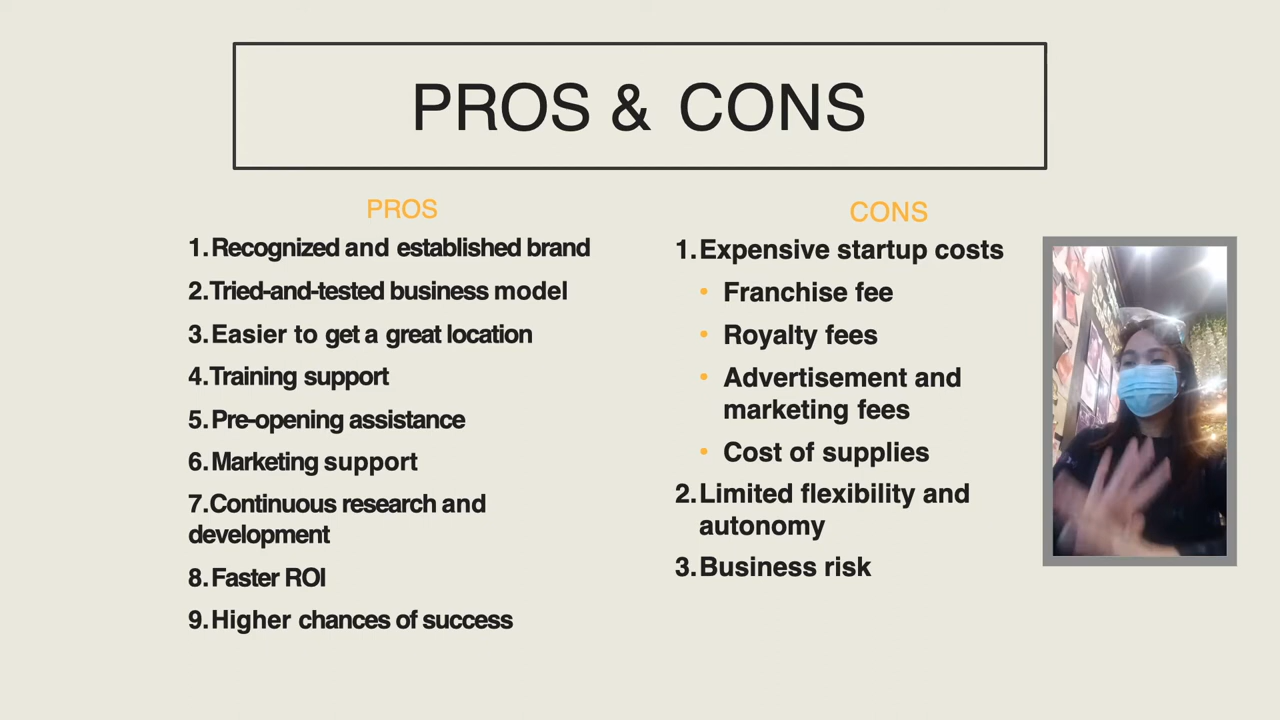 PROS & CONS
PROS
1.Recognized and established brand
2.Tried-and-tested business model
3.Easier to get a great location
4.Training support
5.Pre-opening assistance
6.Marketing support
7.Continuous research and
development
8.Faster ROI
9.Higher chances of success
CONS
1.Expensive startup costs
• Franchise fee
• Royalty fees
• Advertisement and
marketing fees
• Cost of supplies
2.Limited flexibility and
autonomy
3.Business risk